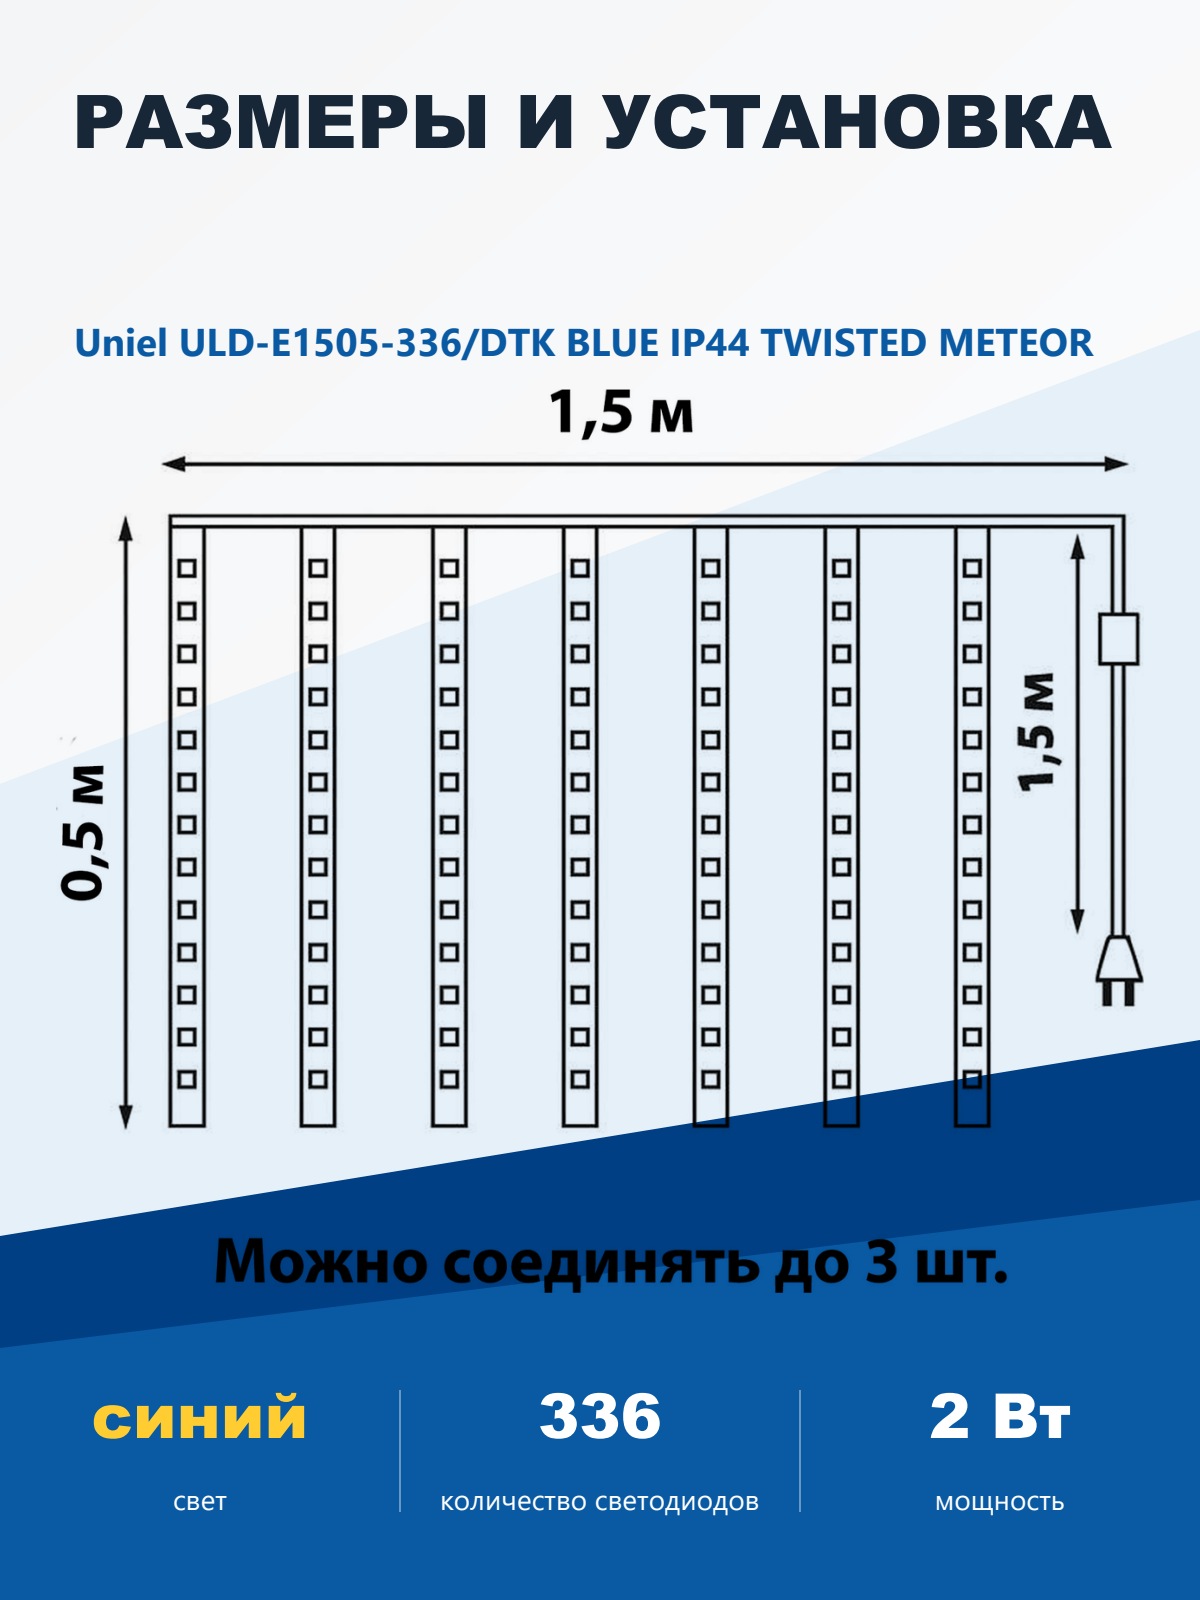 РАЗМЕРЫ И УСТАНОВКА
Uniel ULD-E1505-336/DTK BLUE IP44 TWISTED METEOR
1,5 м
0,5 м
1,5 м
Можно соединять до 3 шт.
синий
свет
336
количество светодиодов
2 Вт
мощность